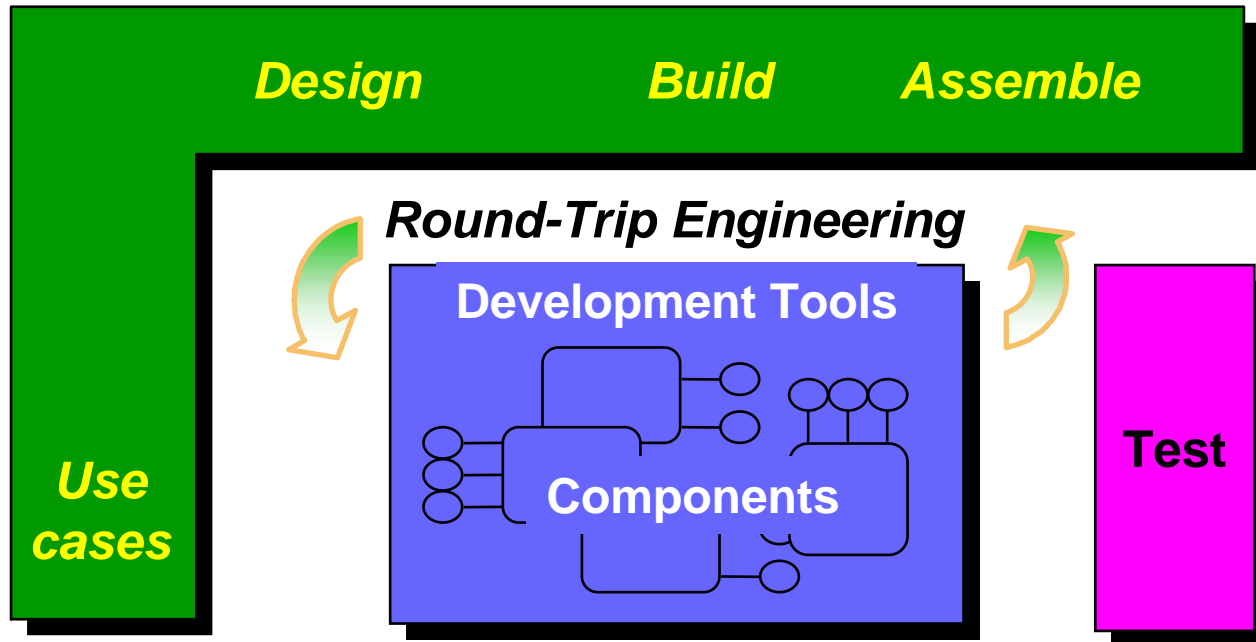 Design Build Assemble
Round-Trip Engineering
Development Tools
Components
Test
Use
cases